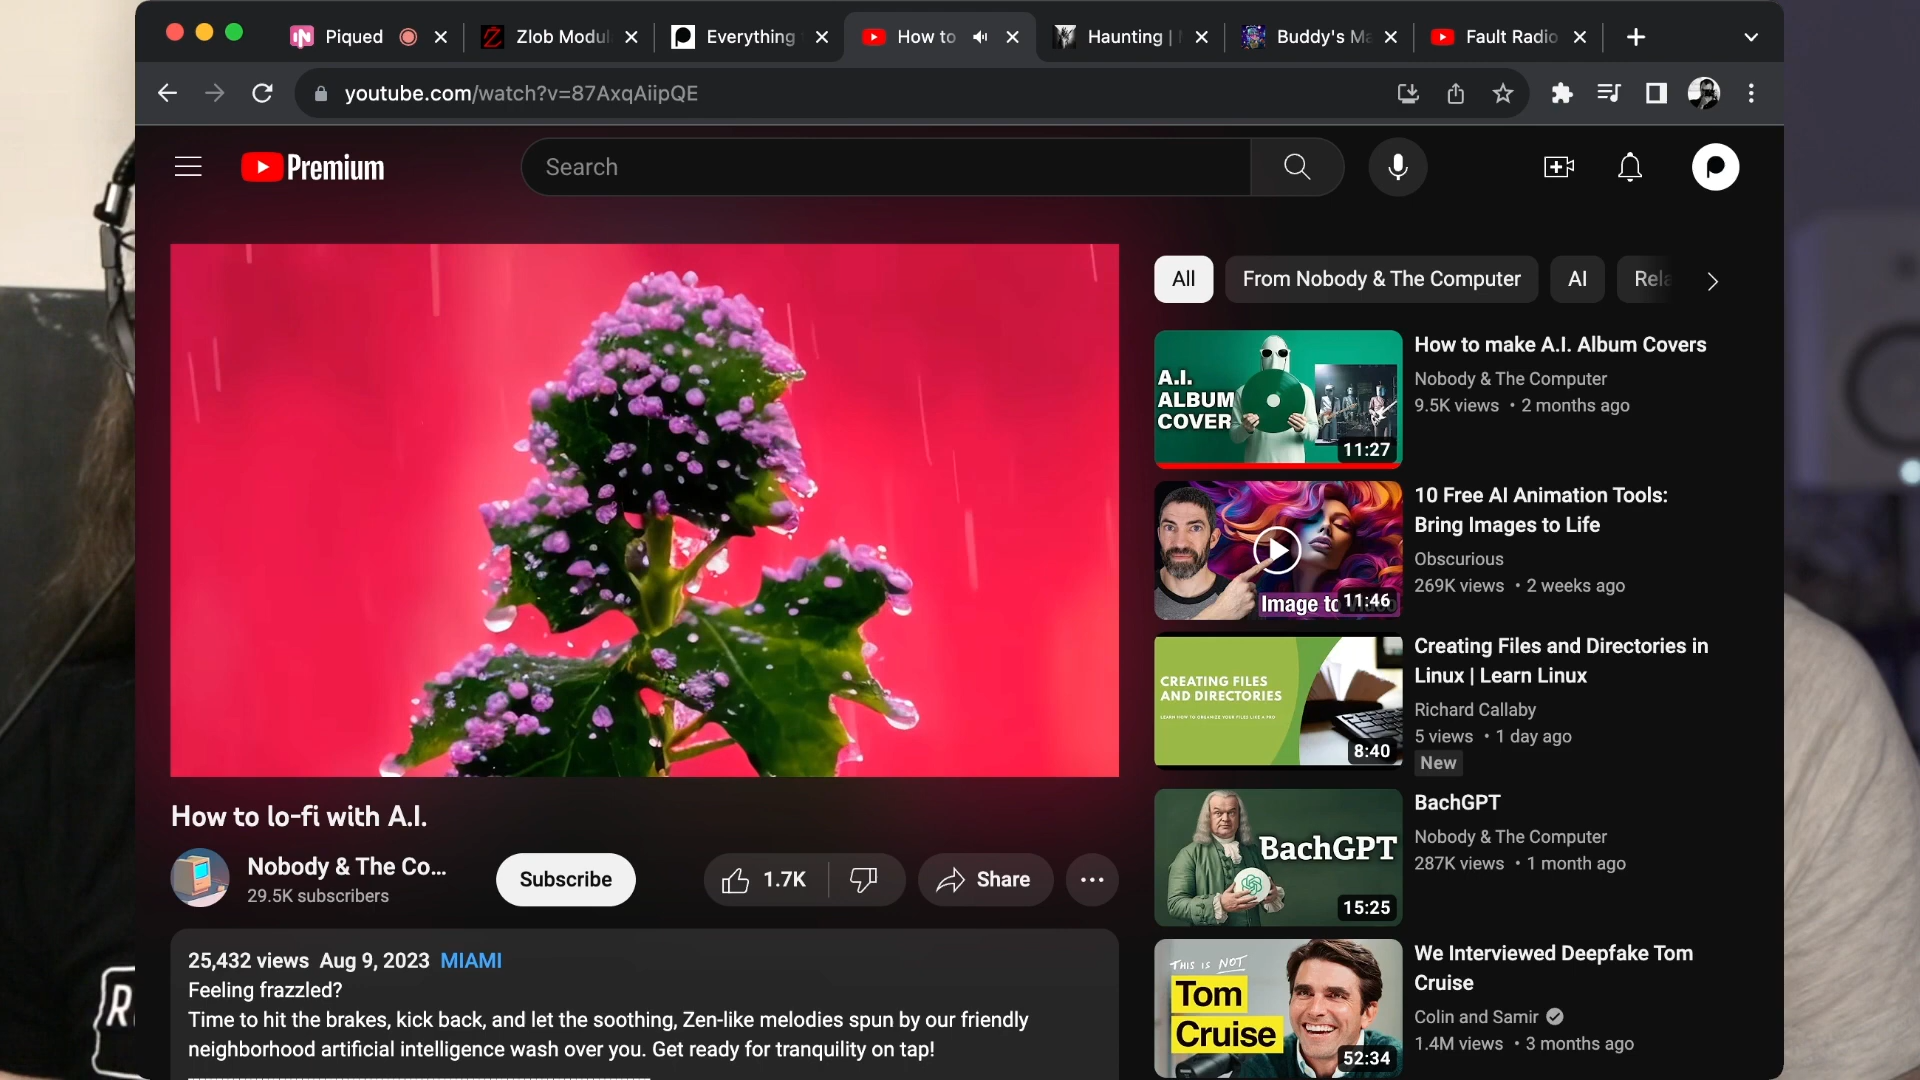 Piqued
Zlob Modul
Everything
How to
Haunting |
Buddy's Ma
Fault Radio
youtube.com/watch?v=87AxqAiipQE
Premium
Search
All
From Nobody & The Computer
AI
Rela
A.I.
ALBUM
COVER
11:27
How to make A.I. Album Covers
Nobody & The Computer
9.5K views • 2 months ago
Image to
11:46
10 Free AI Animation Tools:
Bring Images to Life
Obscurious
269K views • 2 weeks ago
CREATING FILES
AND DIRECTORIES
LEARN HOW TO ORGANIZE YOUR FILES LIKE A PRO
8:40
Creating Files and Directories in
Linux | Learn Linux
Richard Callaby
5 views • 1 day ago
New
BachGPT
15:25
BachGPT
Nobody & The Computer
287K views • 1 month ago
THIS IS NOT
Tom
Cruise
52:34
We Interviewed Deepfake Tom
Cruise
Colin and Samir
1.4M views • 3 months ago
How to lo-fi with A.I.
Nobody & The Co...
29.5K subscribers
Subscribe
1.7K
Share
25,432 views Aug 9, 2023 MIAMI
Feeling frazzled?
Time to hit the brakes, kick back, and let the soothing, Zen-like melodies spun by our friendly
neighborhood artificial intelligence wash over you. Get ready for tranquility on tap!
R